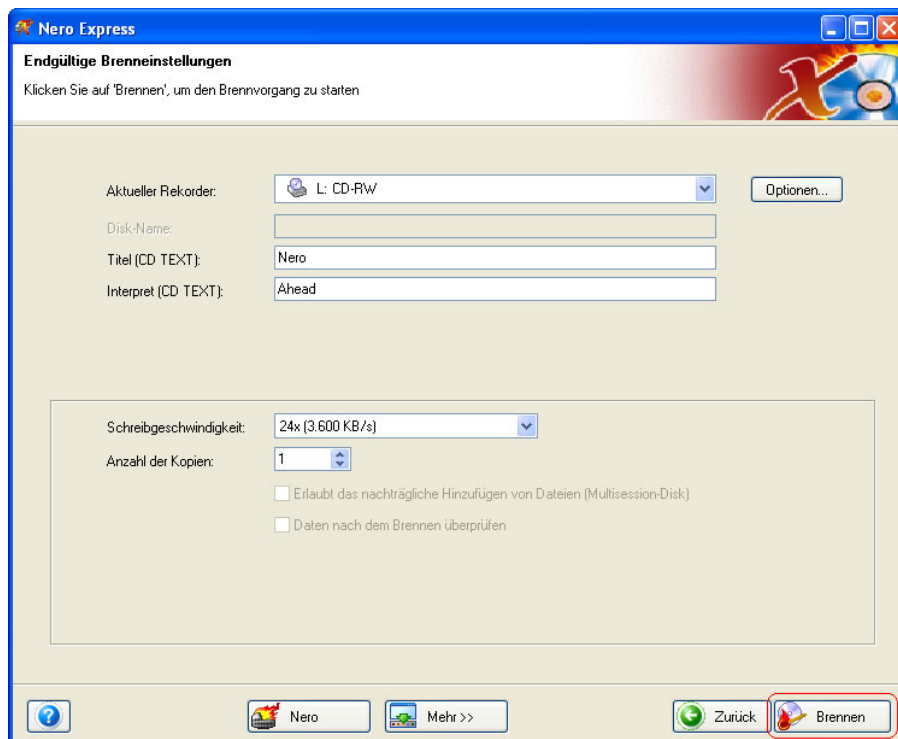 Nero Express
Endgültige Brenneinstellungen
Klicken Sie auf 'Brennen', um den Brennvorgang zu starten
Aktueller Rekorder: L: CD-RW Optionen...
Disk-Name:
Titel (CD TEXT): Nero
Interpret (CD TEXT): Ahead
Schreibgeschwindigkeit: 24x (3.600 KB/s)
Anzahl der Kopien: 1
Erlaubt das nachträgliche Hinzufügen von Dateien (Multisession-Disk)
Daten nach dem Brennen überprüfen
? Nero Mehr >> Zurück Brennen